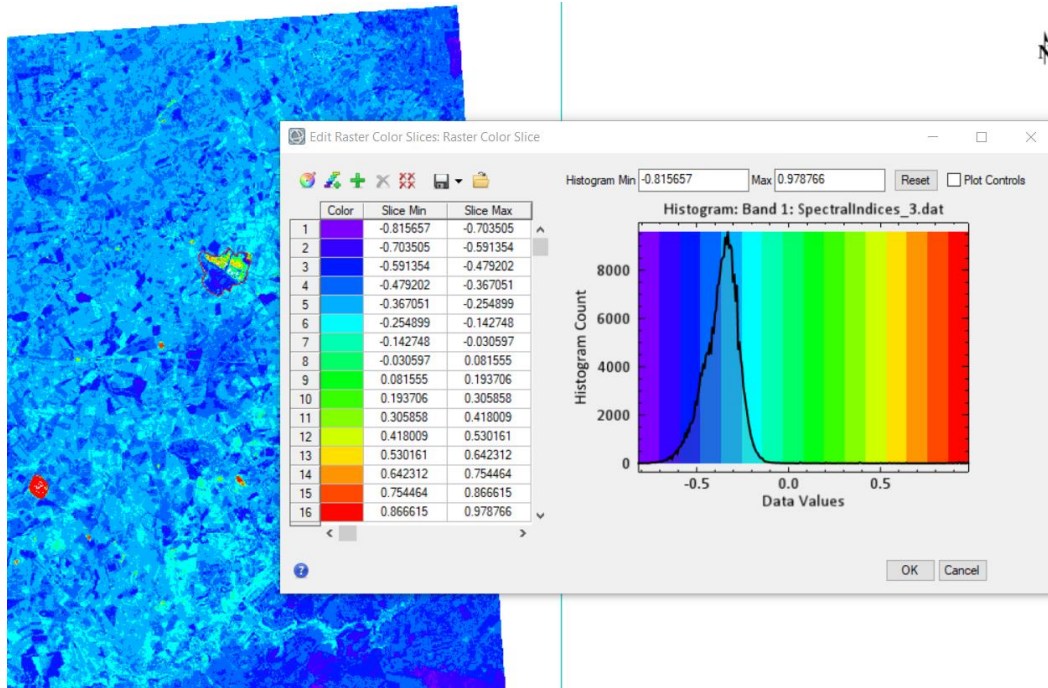 N
Edit Raster Color Slices: Raster Color Slice
Histogram Min -0.815657 Max 0.978766 Reset Plot Controls
Color Slice Min Slice Max
1 -0.815657 -0.703505
2 -0.703505 -0.591354
3 -0.591354 -0.479202
4 -0.479202 -0.367051
5 -0.367051 -0.254899
6 -0.254899 -0.142748
7 -0.142748 -0.030597
8 -0.030597 0.081555
9 0.081555 0.193706
10 0.193706 0.305858
11 0.305858 0.418009
12 0.418009 0.530161
13 0.530161 0.642312
14 0.642312 0.754464
15 0.754464 0.866615
16 0.866615 0.978766
Histogram: Band 1: SpectralIndices_3.dat
Histogram Count
8000
6000
4000
2000
0
-0.5 0.0 0.5
Data Values
OK Cancel